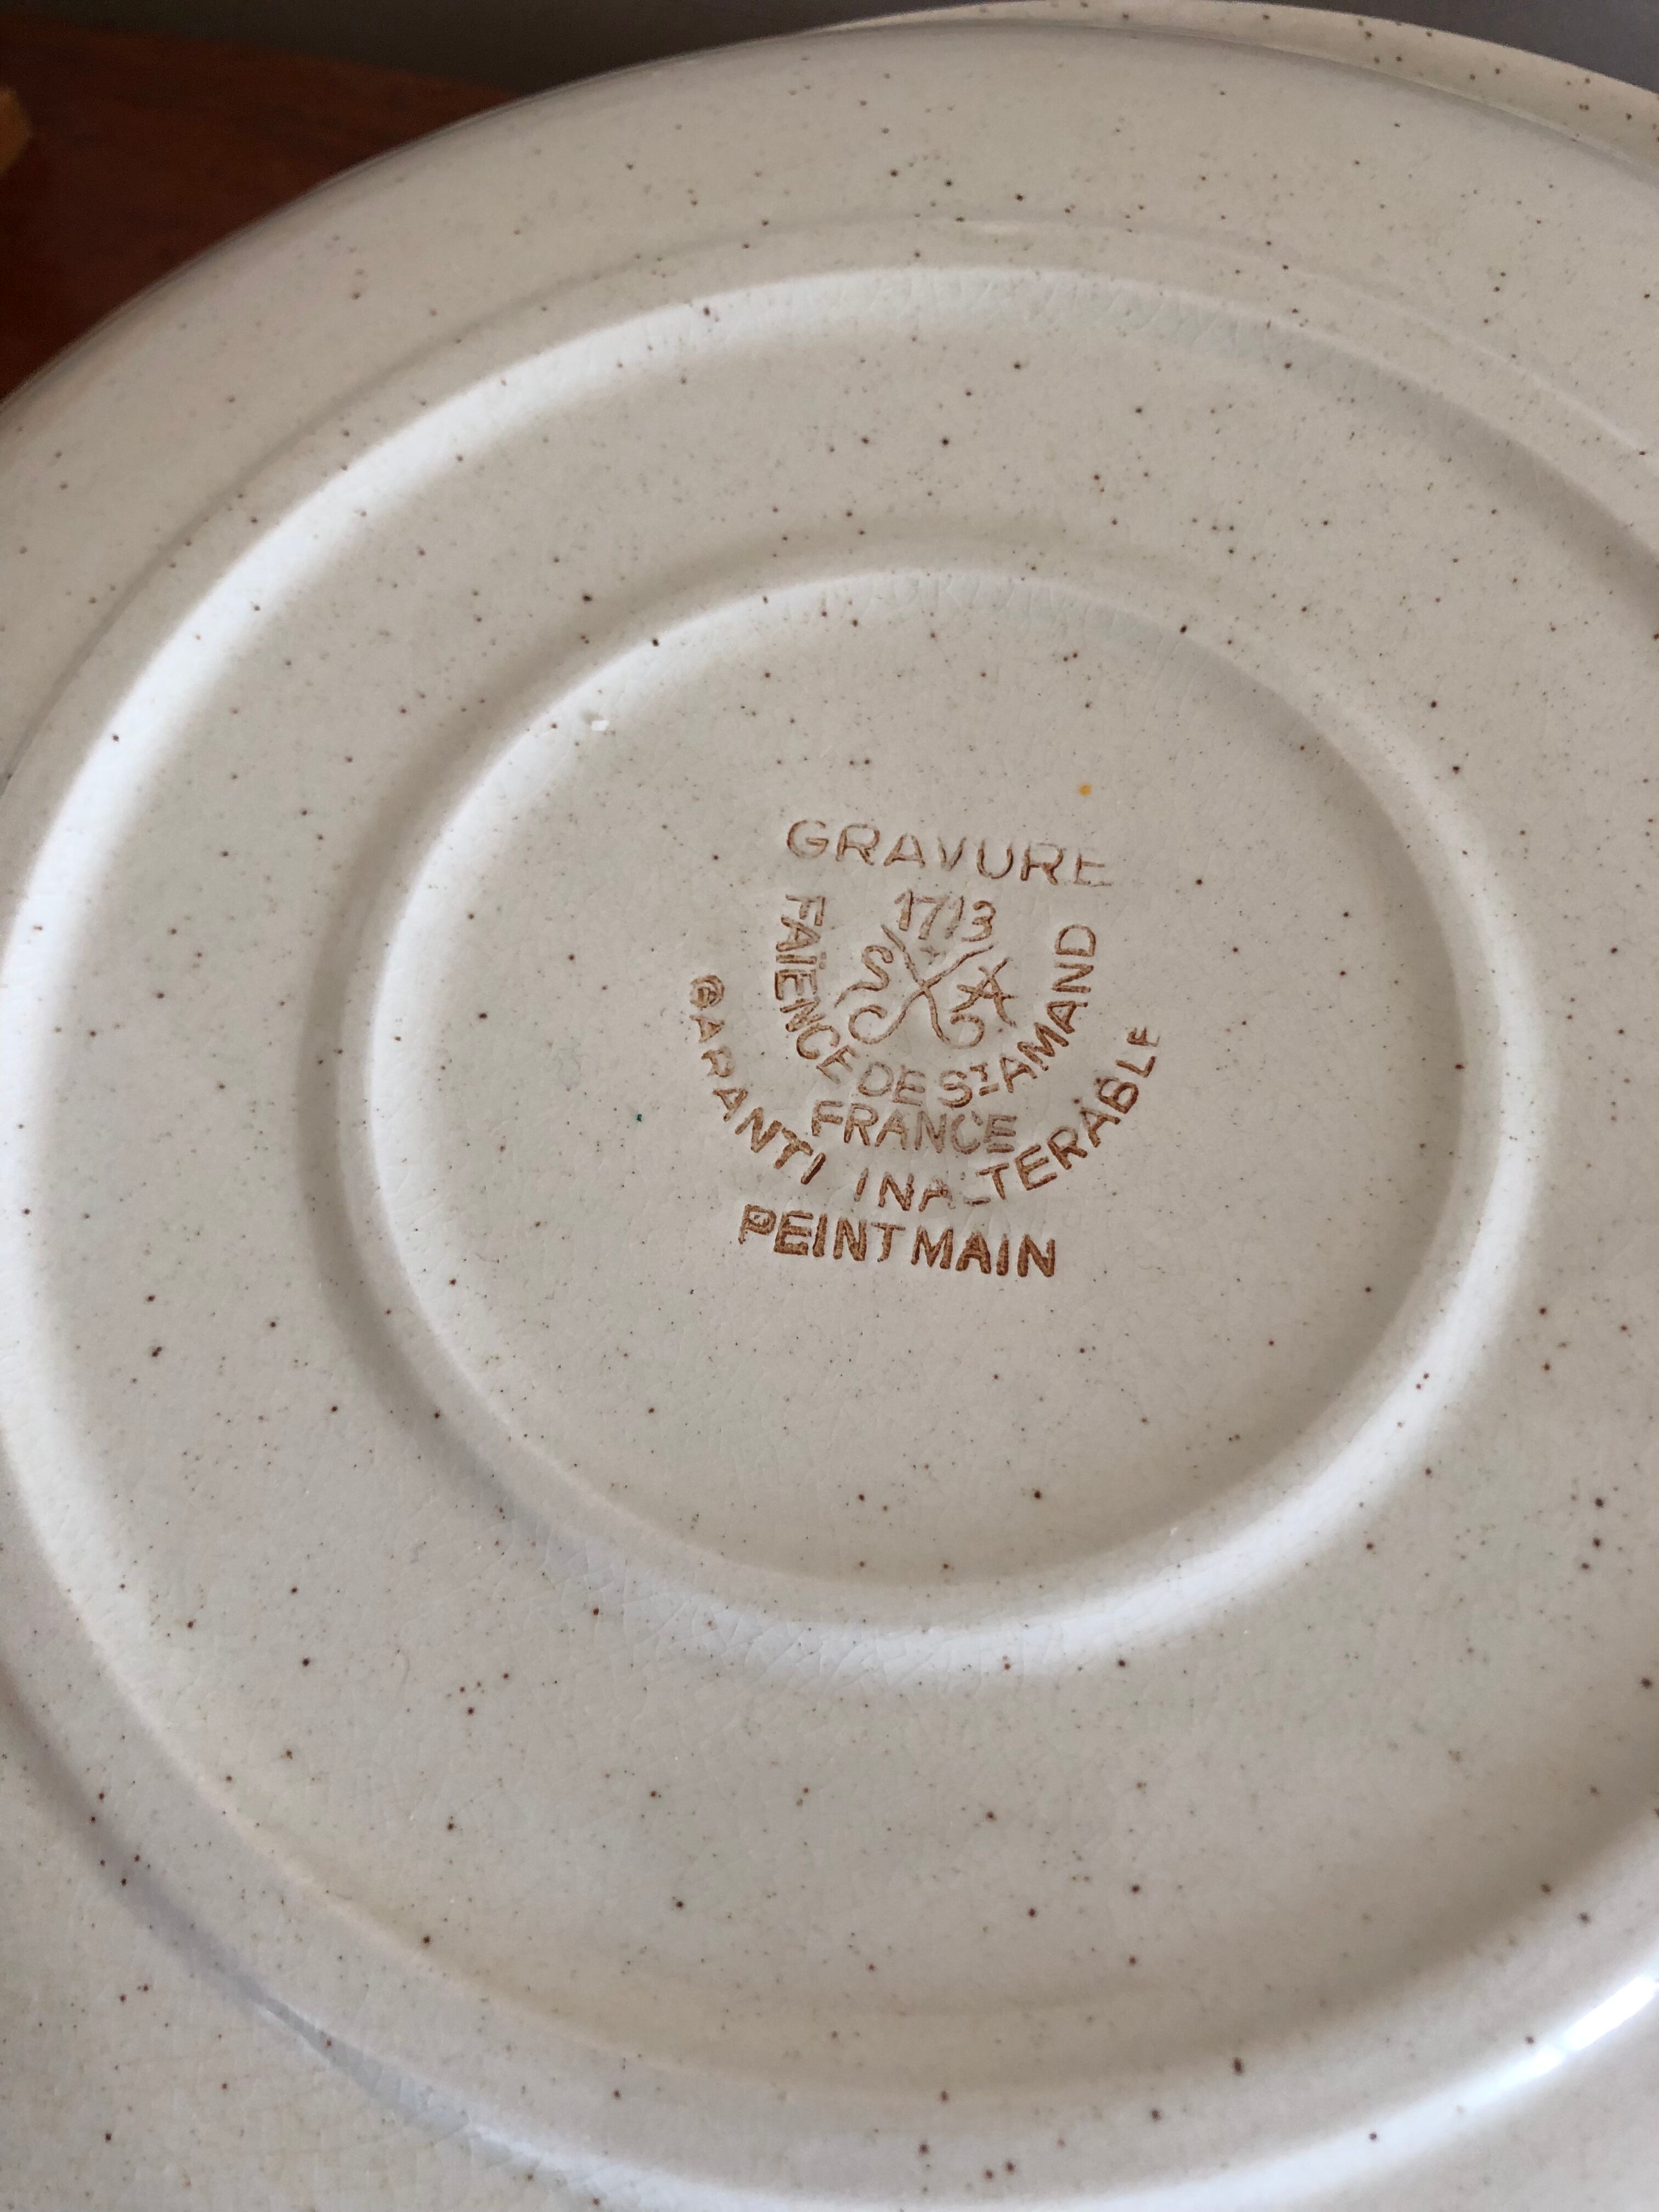 GRAVURE
1713
S A
FAÏENCE DE ST AMAND
FRANCE
GARANTI INALTERABLE
PEINT MAIN